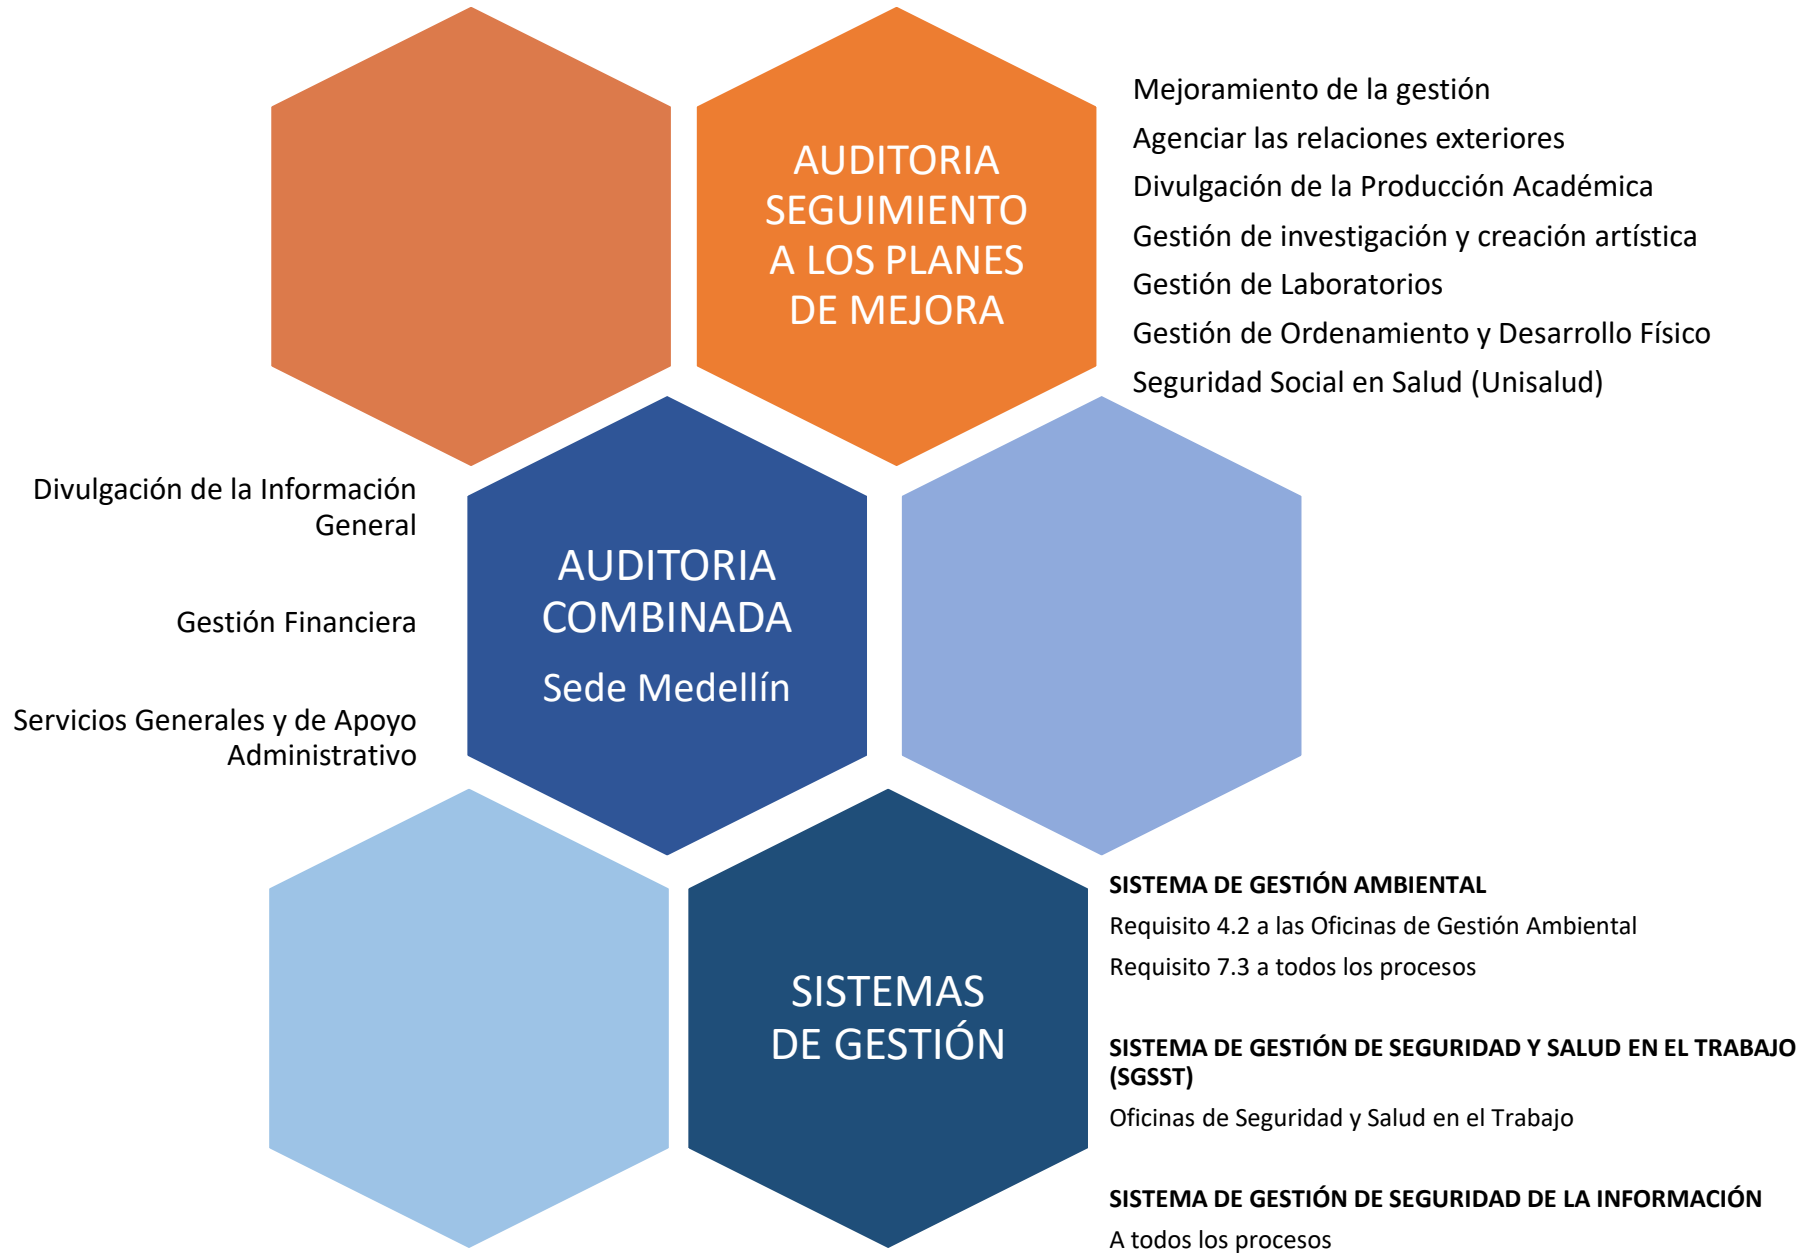 AUDITORIA
SEGUIMIENTO
A LOS PLANES
DE MEJORA
Mejoramiento de la gestión
Agenciar las relaciones exteriores
Divulgación de la Producción Académica
Gestión de investigación y creación artística
Gestión de Laboratorios
Gestión de Ordenamiento y Desarrollo Físico
Seguridad Social en Salud (Unisalud)
Divulgación de la Información
General
Gestión Financiera
Servicios Generales y de Apoyo
Administrativo
AUDITORIA
COMBINADA
Sede Medellín
SISTEMAS
DE GESTIÓN
SISTEMA DE GESTIÓN AMBIENTAL
Requisito 4.2 a las Oficinas de Gestión Ambiental
Requisito 7.3 a todos los procesos
SISTEMA DE GESTIÓN DE SEGURIDAD Y SALUD EN EL TRABAJO
(SGSST)
Oficinas de Seguridad y Salud en el Trabajo
SISTEMA DE GESTIÓN DE SEGURIDAD DE LA INFORMACIÓN
A todos los procesos